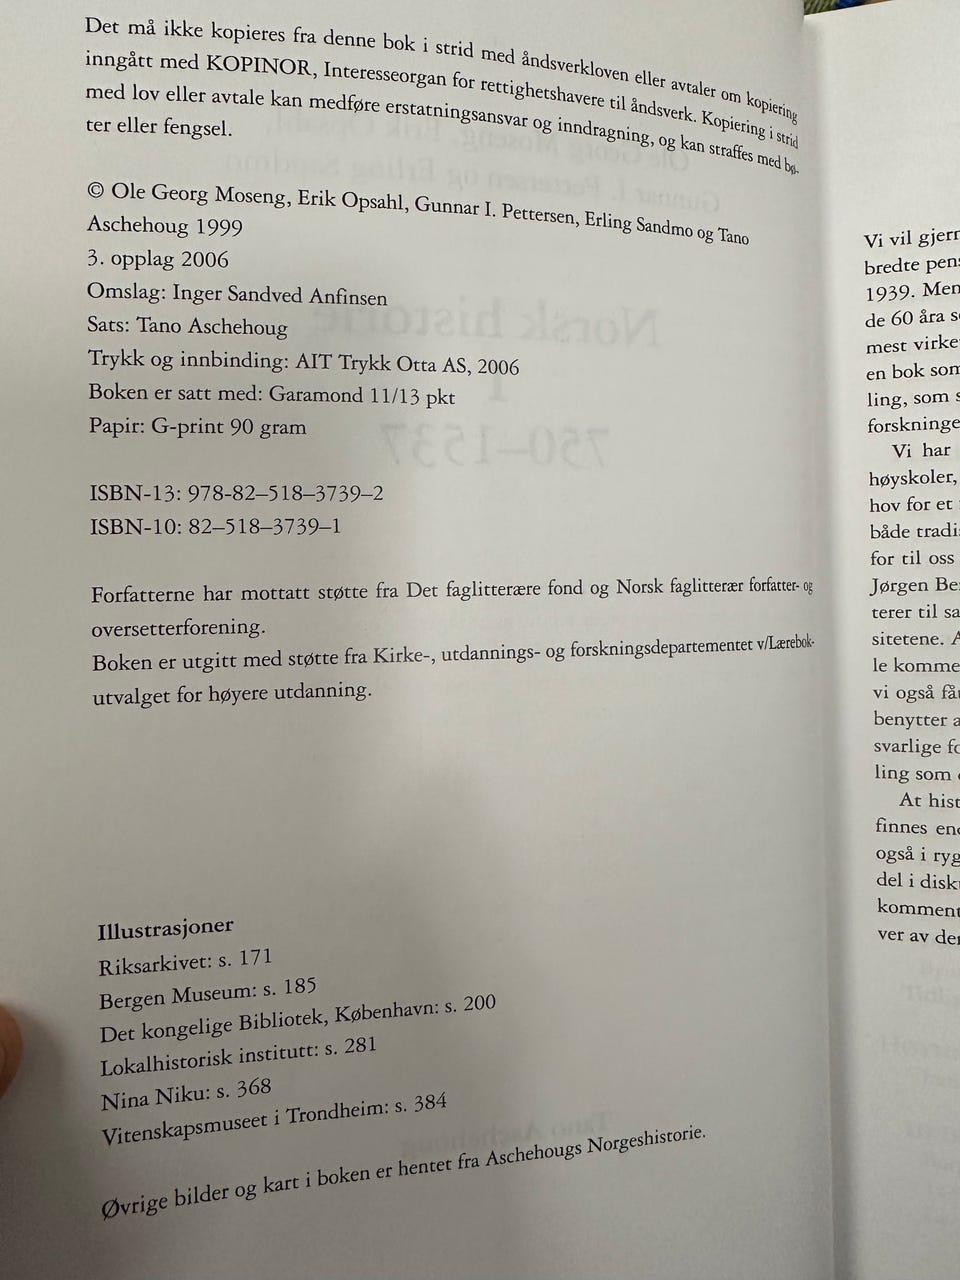 Det må ikke kopieres fra denne bok i strid med åndsverkloven eller avtaler om kopiering
inngått med KOPINOR, Interesseorgan for rettighetshavere til åndsverk. Kopiering i strid
med lov eller avtale kan medføre erstatningsansvar og inndragning, og kan straffes med bø-
ter eller fengsel.
© Ole Georg Moseng, Erik Opsahl, Gunnar I. Pettersen, Erling Sandmo og Tano
Aschehoug 1999
3. opplag 2006
Omslag: Inger Sandved Anfinsen
Sats: Tano Aschehoug
Trykk og innbinding: AIT Trykk Otta AS, 2006
Boken er satt med: Garamond 11/13 pkt
Papir: G-print 90 gram
ISBN-13: 978-82–518–3739–2
ISBN-10: 82–518–3739–1
Forfatterne har mottatt støtte fra Det faglitterære fond og Norsk faglitterær forfatter- og
oversetterforening.
Boken er utgitt med støtte fra Kirke-, utdannings- og forskningsdepartementet v/Lærebok-
utvalget for høyere utdanning.
Illustrasjoner
Riksarkivet: s. 171
Bergen Museum: s. 185
Det kongelige Bibliotek, København: s. 200
Lokalhistorisk institutt: s. 281
Nina Niku: s. 368
Vitenskapsmuseet i Trondheim: s. 384
Øvrige bilder og kart i boken er hentet fra Aschehougs Norgeshistorie.
Vi vil gjern
bredte pens
1939. Men
de 60 åra s
mest virke
en bok som
ling, som s
forskninge
Vi har
høyskoler,
hov for et
både tradi
for til oss
Jørgen Be
terer til sa
sitetene. A
le komme
vi også få
benytter a
svarlige fo
ling som
At hist
finnes end
også i ryg
del i disk
komment
ver av der